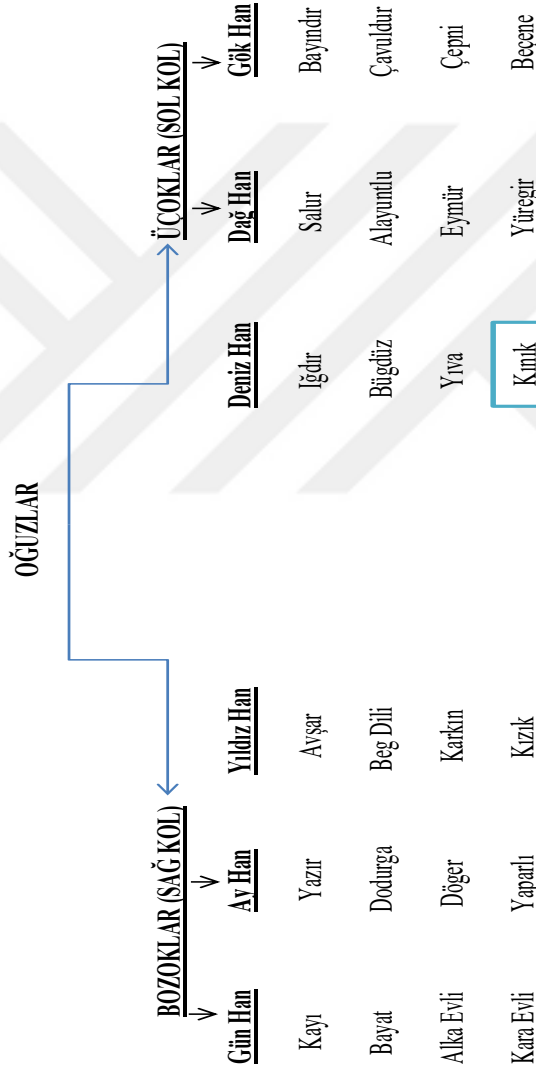 OĞUZLAR
BOZOKLAR (SAĞ KOL) ÜÇOKLAR (SOL KOL)
Gün Han Ay Han Yıldız Han Deniz Han Dağ Han Gök Han
Kayı Yazır Avşar Iğdır Salur Bayındır
Bayat Dodurga Beg Dili Bügdüz Alayuntlu Çavuldur
Alka Evli Döger Karkın Yıva Eymür Çepni
Kara Evli Yaparlı Kızık Kınık Yüregir Beçene